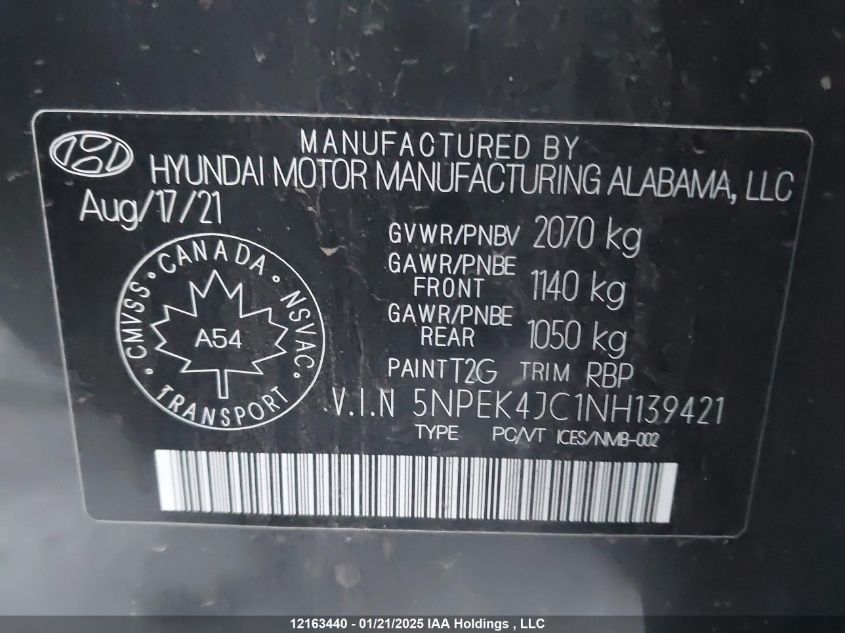 MANUFACTURED BY
HYUNDAI MOTOR MANUFACTURING ALABAMA, LLC
Aug/17/21
GVWR/PNBV 2070 kg
GAWR/PNBE
FRONT 1140 kg
GAWR/PNBE
REAR 1050 kg
CANADA
CMVSS · NSVAC
A54
TRANSPORT
PAINT T2G TRIM RBP
V.I.N 5NPEK4JC1NH139421
TYPE PC/VT ICES/NMB-002
12163440 - 01/21/2025 IAA Holdings , LLC